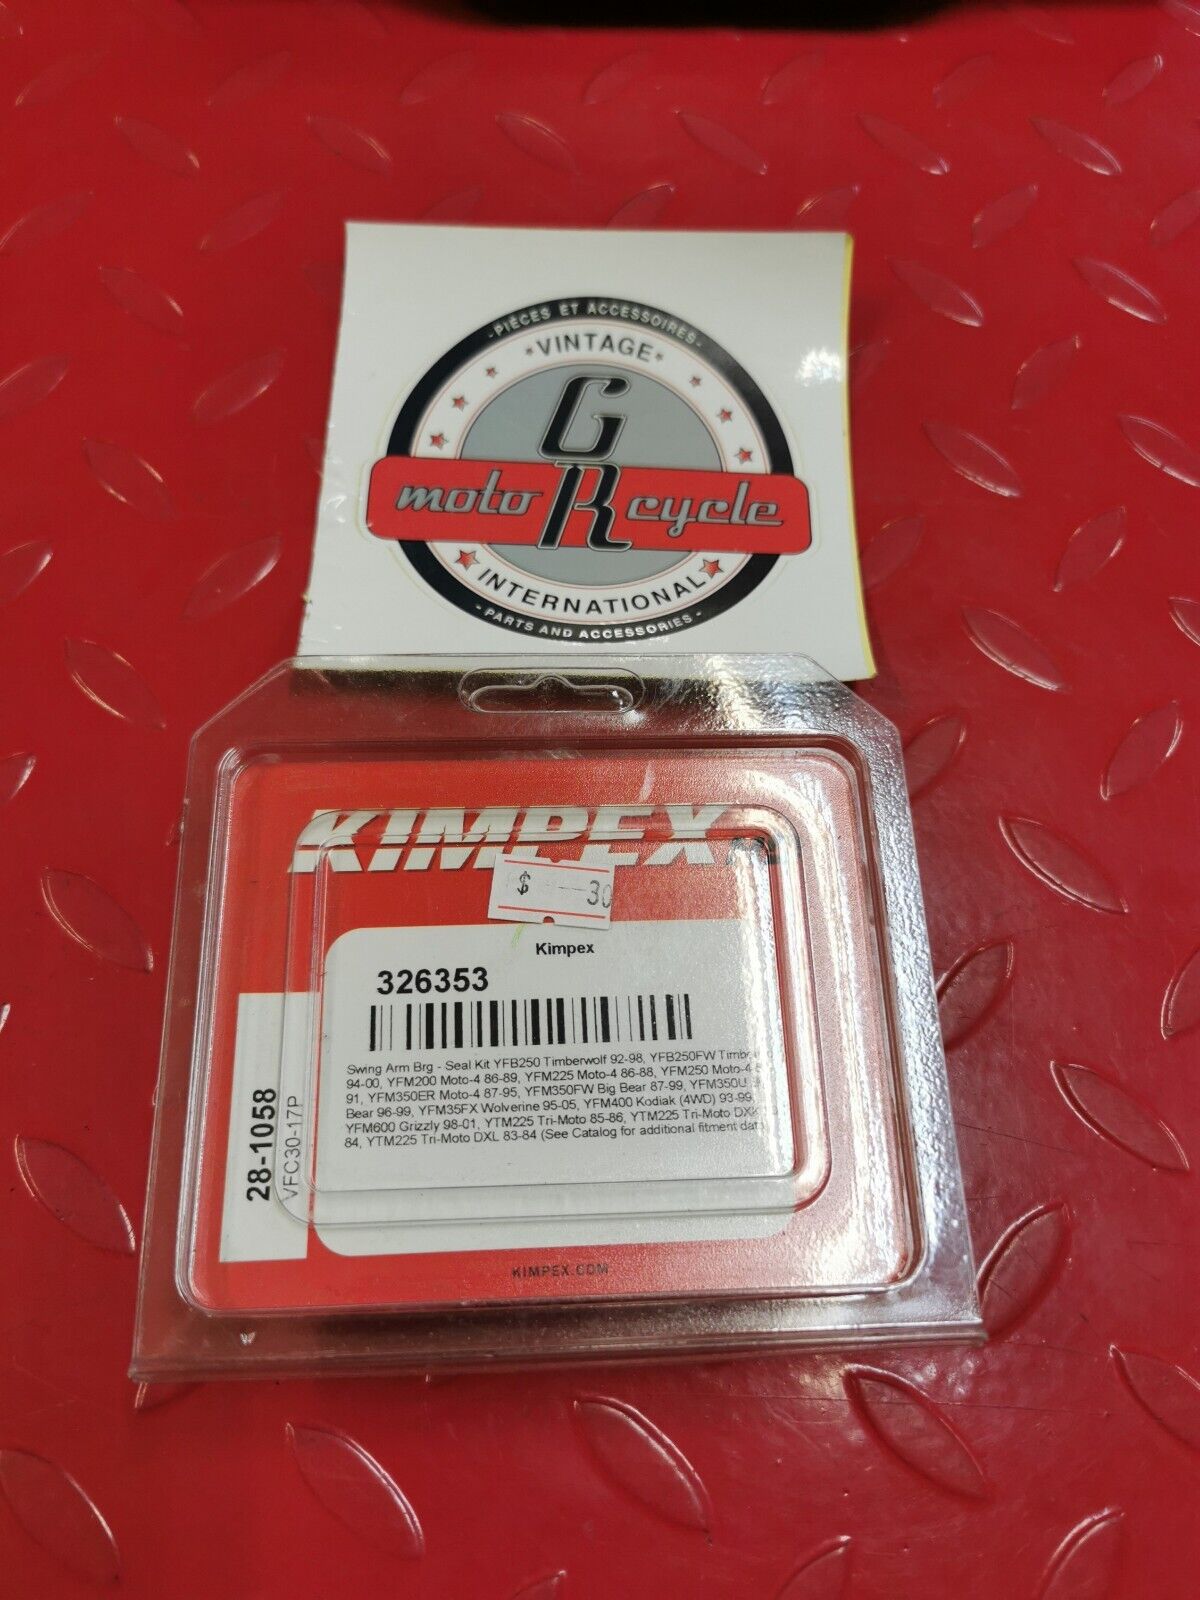 -PIÈCES ET ACCESSOIRES-
VINTAGE
G
moto R cycle
INTERNATIONAL
-PARTS AND ACCESSORIES-
KIMPEX
$ 30
Kimpex
326353
Swing Arm Brg - Seal Kit YFB250 Timberwolf 92-98, YFB250FW
94-00, YFM200 Moto-4 86-89, YFM225 Moto-4 86-88, YFM250 Moto-4
91, YFM350ER Moto-4 87-95, YFM350FW Big Bear 87-99, YFM350U
Bear 96-99, YFM35FX Wolverine 95-05, YFM400 Kodiak (4WD) 93-99,
YFM600 Grizzly 98-01, YTM225 Tri-Moto 85-86, YTM225 Tri-Moto
84, YTM225 Tri-Moto DXL 83-84 (See Catalog for additional fitment
28-1058
VFC30-17P
KIMPEX.COM